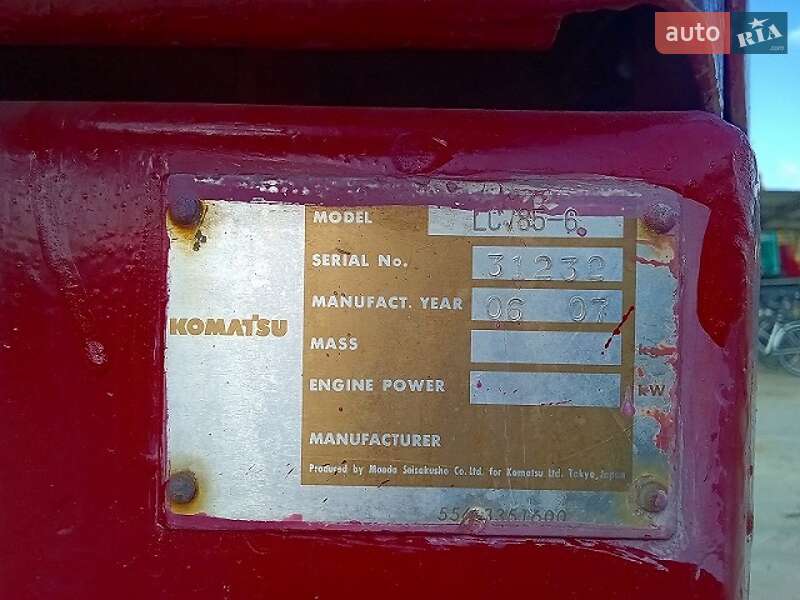 auto RIA .com
MODEL LC785-6
SERIAL No. 31232
MANUFACT. YEAR 06 07
KOMATSU
MASS
ENGINE POWER kW
MANUFACTURER
Produced by Maeda Seisakusho Co.Ltd. for Komatsu Ltd. Tokyo,Japan